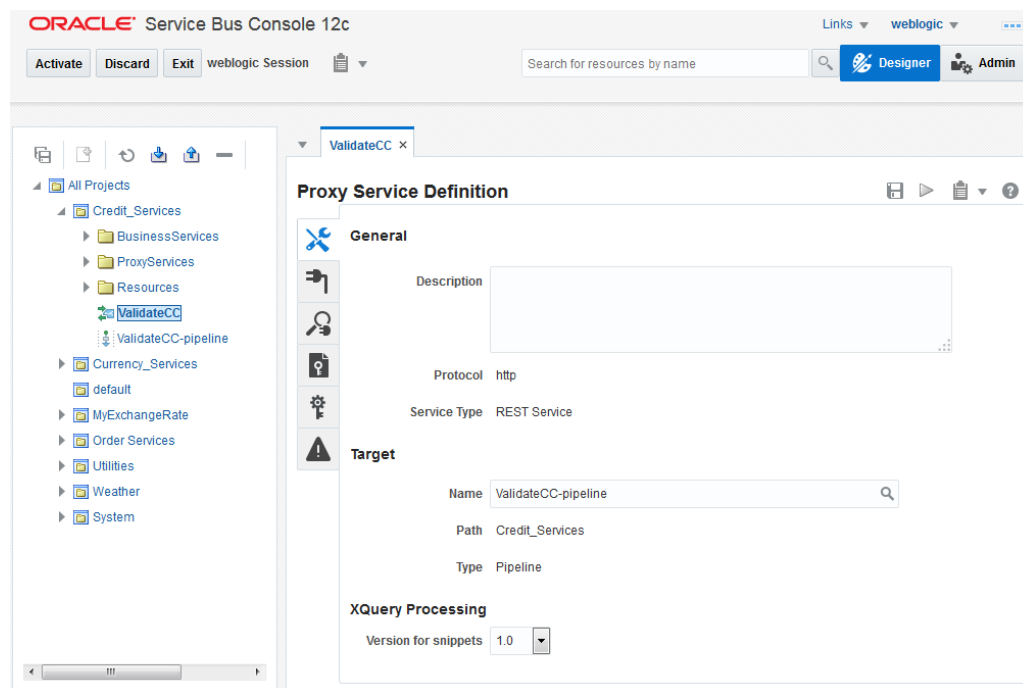 ORACLE Service Bus Console 12c
Links weblogic
Activate Discard Exit weblogic Session Search for resources by name Designer Admin
ValidateCC ×
All Projects
Credit_Services
BusinessServices
ProxyServices
Resources
ValidateCC
ValidateCC-pipeline
Currency_Services
default
MyExchangeRate
Order Services
Utilities
Weather
System
Proxy Service Definition
General
Description
Protocol http
Service Type REST Service
Target
Name ValidateCC-pipeline
Path Credit_Services
Type Pipeline
XQuery Processing
Version for snippets 1.0